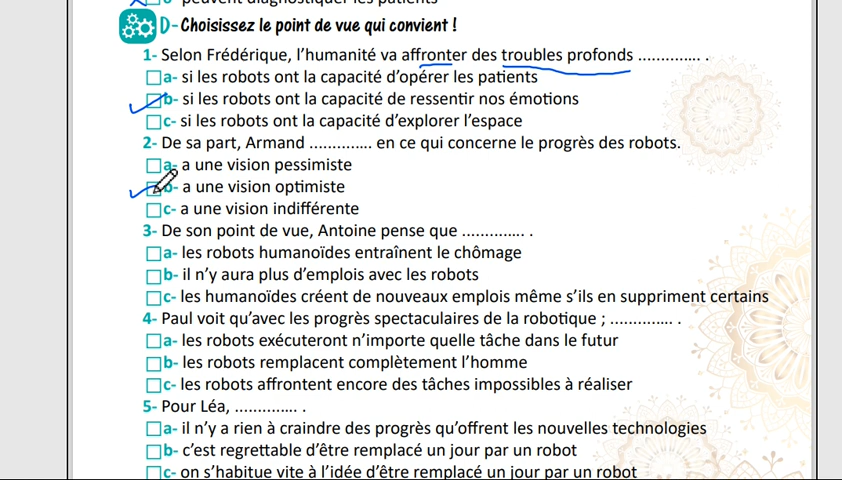 b- peuvent diagnostiquer les patients
D- Choisissez le point de vue qui convient !
1- Selon Frédérique, l'humanité va affronter des troubles profonds .............. .
a- si les robots ont la capacité d'opérer les patients
b- si les robots ont la capacité de ressentir nos émotions
c- si les robots ont la capacité d'explorer l'espace
2- De sa part, Armand .............. en ce qui concerne le progrès des robots.
a- a une vision pessimiste
b- a une vision optimiste
c- a une vision indifférente
3- De son point de vue, Antoine pense que .............. .
a- les robots humanoïdes entraînent le chômage
b- il n'y aura plus d'emplois avec les robots
c- les humanoïdes créent de nouveaux emplois même s'ils en suppriment certains
4- Paul voit qu'avec les progrès spectaculaires de la robotique ; .............. .
a- les robots exécuteront n'importe quelle tâche dans le futur
b- les robots remplacent complètement l'homme
c- les robots affrontent encore des tâches impossibles à réaliser
5- Pour Léa, .............. .
a- il n'y a rien à craindre des progrès qu'offrent les nouvelles technologies
b- c'est regrettable d'être remplacé un jour par un robot
c- on s'habitue vite à l'idée d'être remplacé un jour par un robot